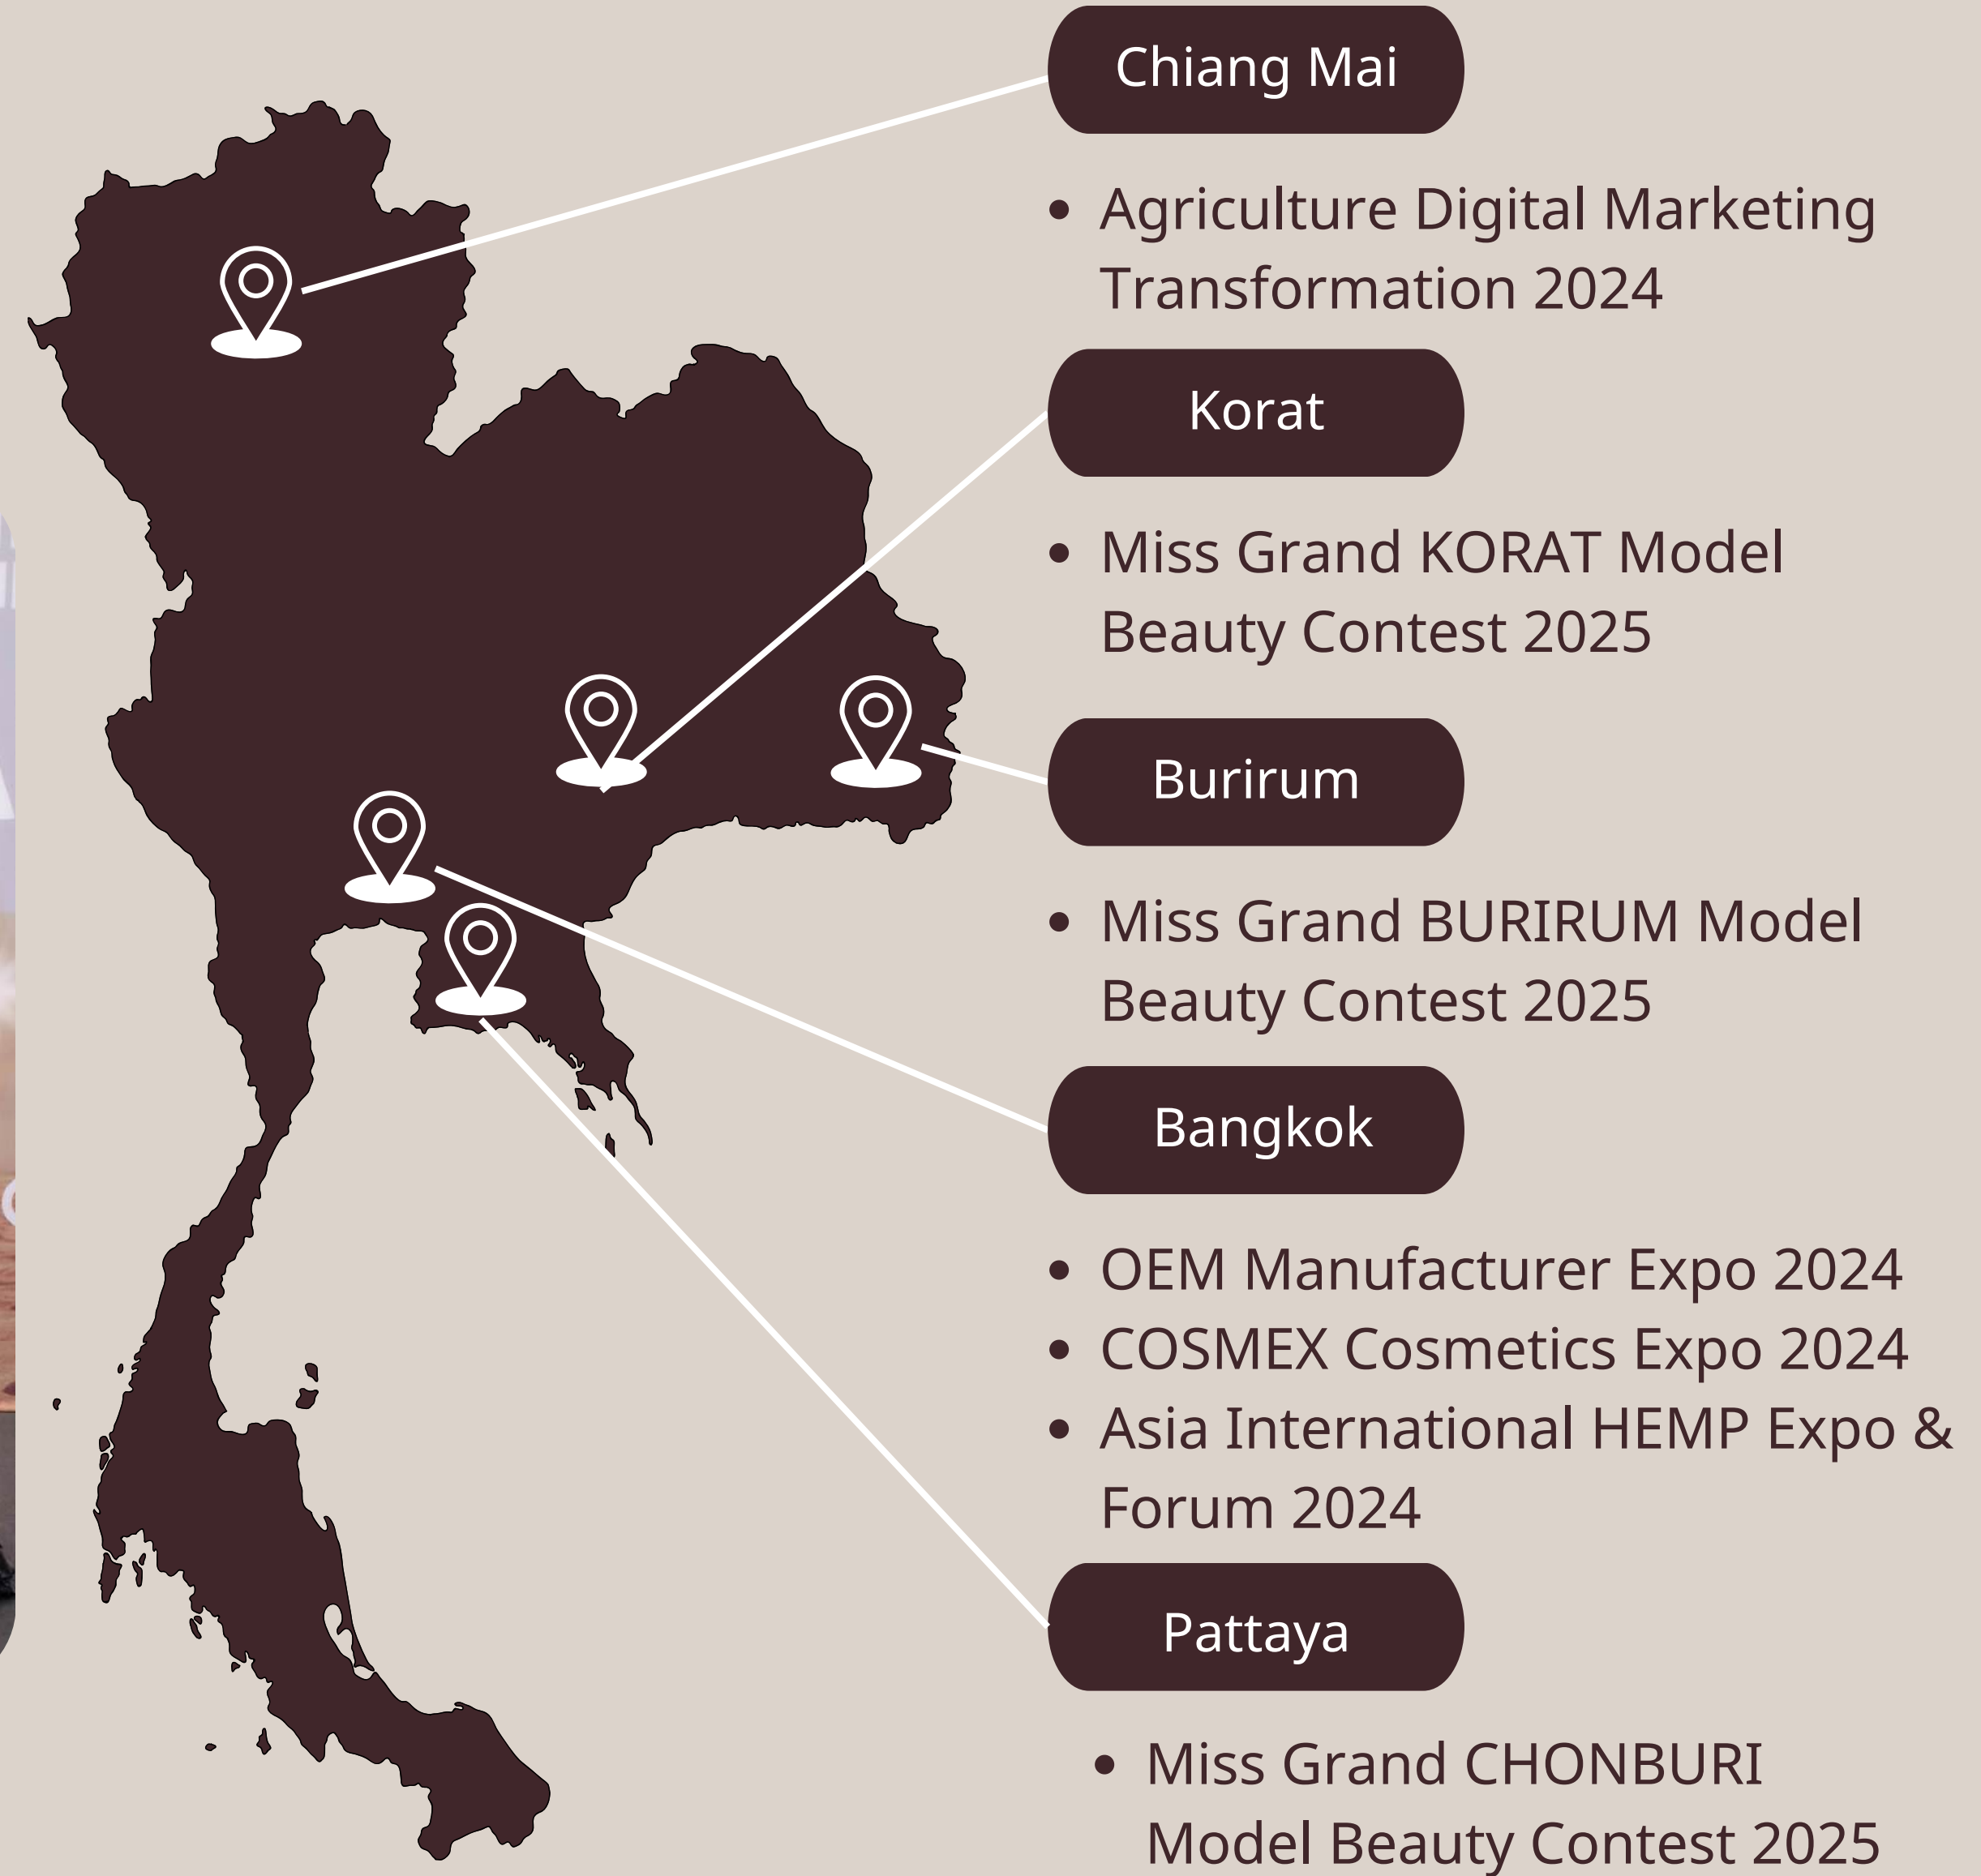 Chiang Mai
• Agriculture Digital Marketing
Transformation 2024
Korat
• Miss Grand KORAT Model
Beauty Contest 2025
Burirum
• Miss Grand BURIRUM Model
Beauty Contest 2025
Bangkok
• OEM Manufacturer Expo 2024
• COSMEX Cosmetics Expo 2024
• Asia International HEMP Expo &
Forum 2024
Pattaya
• Miss Grand CHONBURI
Model Beauty Contest 2025